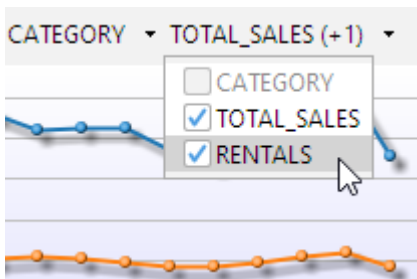 CATEGORY TOTAL_SALES (+1)
CATEGORY
TOTAL_SALES
RENTALS